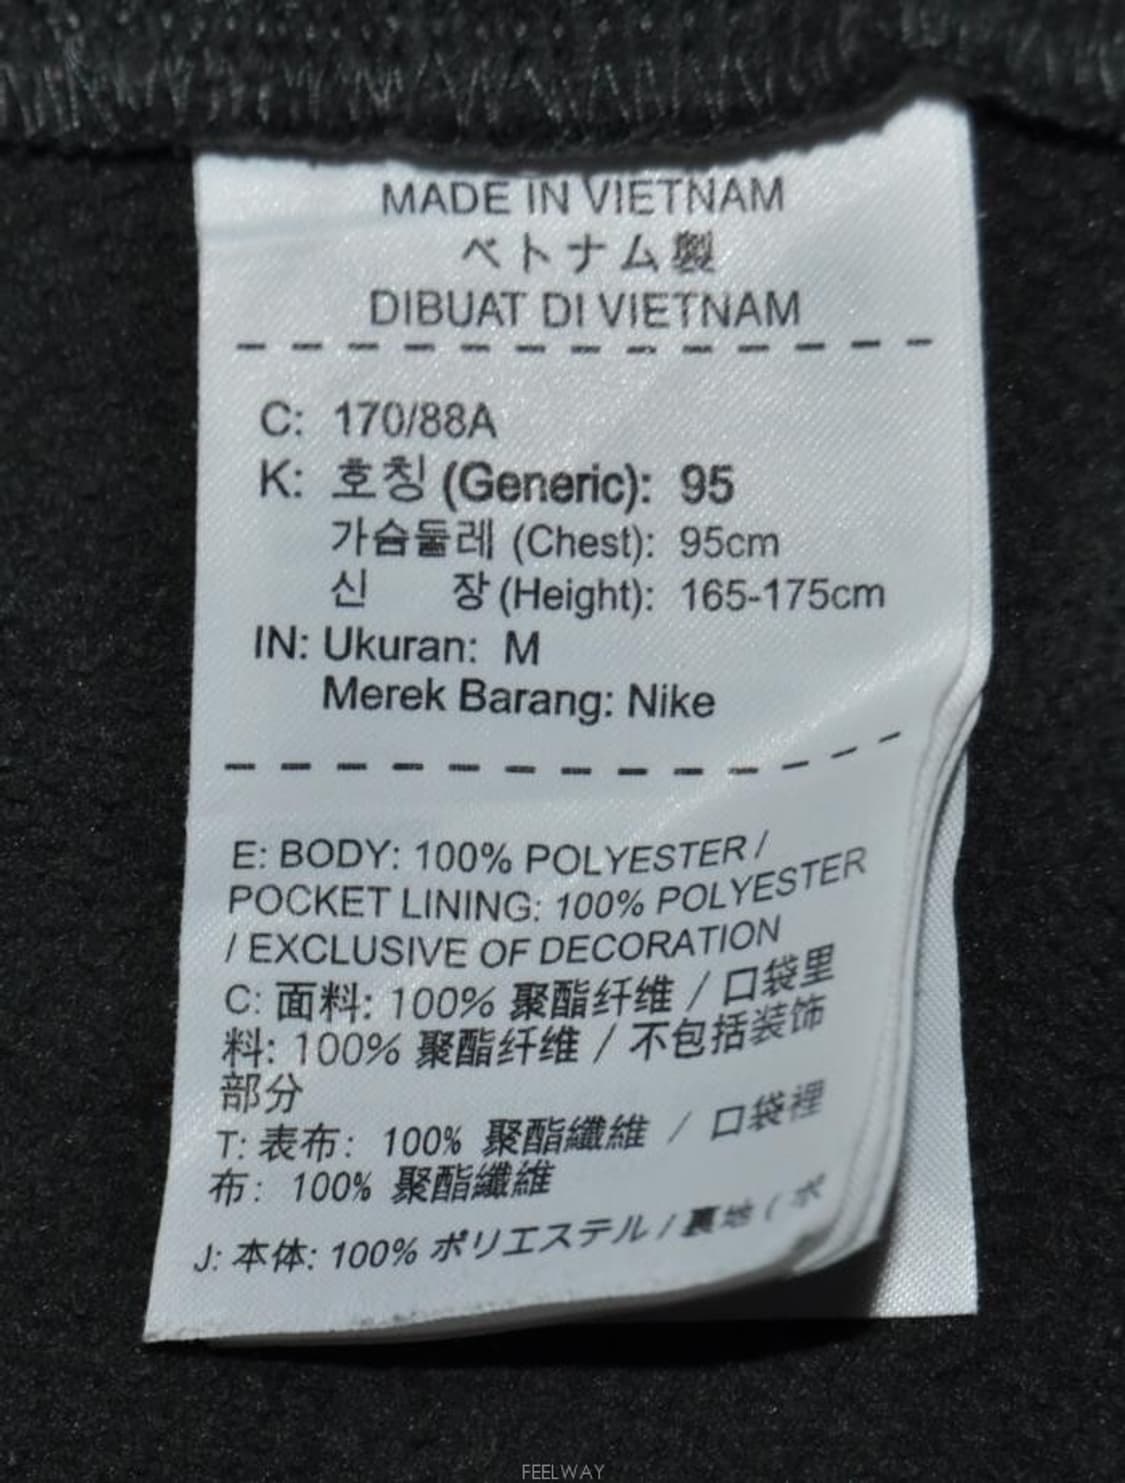 MADE IN VIETNAM
ベトナム製
DIBUAT DI VIETNAM
C: 170/88A
K: 호칭 (Generic): 95
가슴둘레 (Chest): 95cm
신 장 (Height): 165-175cm
IN: Ukuran: M
Merek Barang: Nike
E: BODY: 100% POLYESTER /
POCKET LINING: 100% POLYESTER
/ EXCLUSIVE OF DECORATION
C: 面料: 100% 聚酯纤维 / 口袋里
料: 100% 聚酯纤维 / 不包括装饰
部分
T: 表布: 100% 聚酯纖維 / 口袋裡
布: 100% 聚酯纖維
J: 本体: 100% ポリエステル / 裏地 ( ポ
FEELWAY